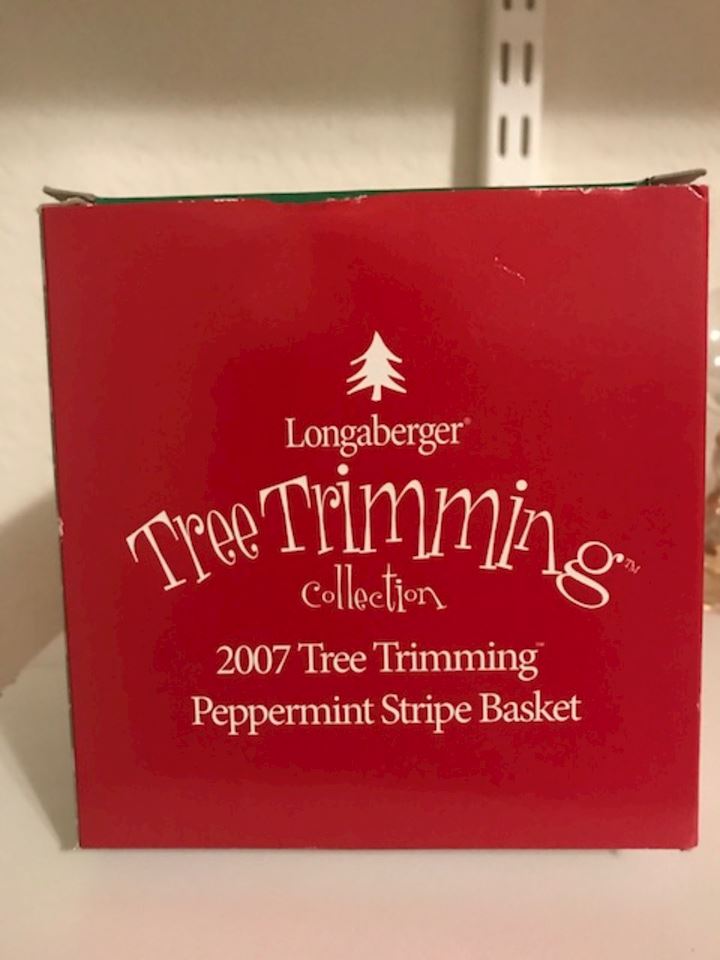 Longaberger®
Tree Trimming™
collection
2007 Tree Trimming™
Peppermint Stripe Basket